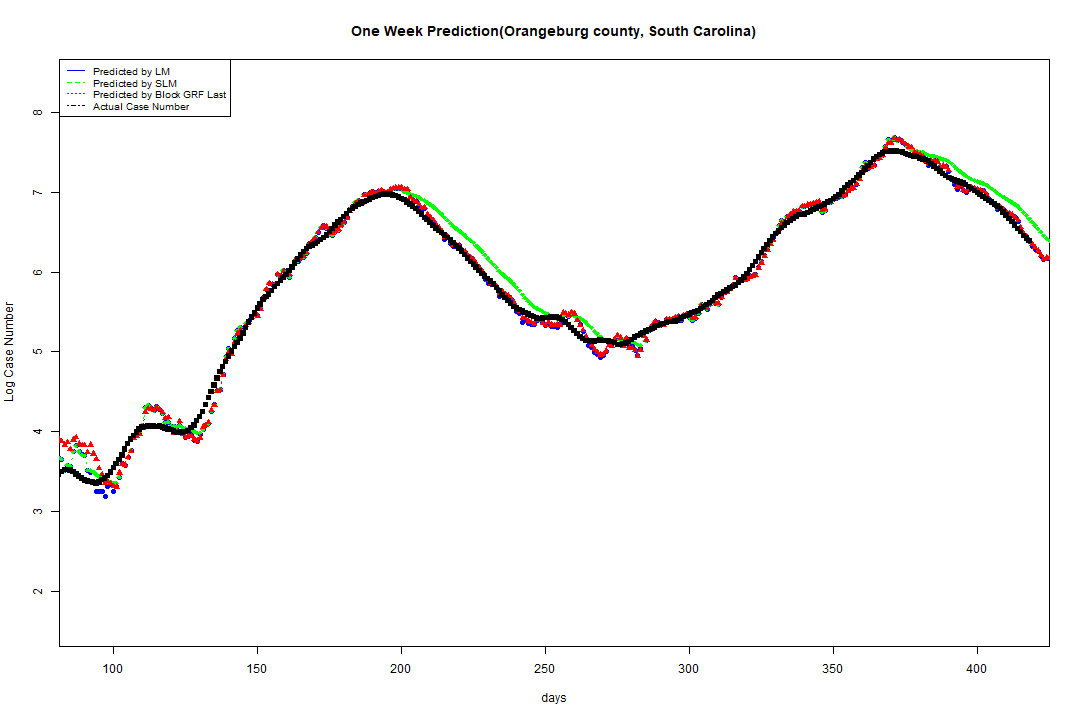 One Week Prediction(Orangeburg county, South Carolina)
Predicted by LM
Predicted by SLM
Predicted by Block GRF Last
Actual Case Number
8
7
6
5
4
3
2
Log Case Number
100 150 200 250 300 350 400
days